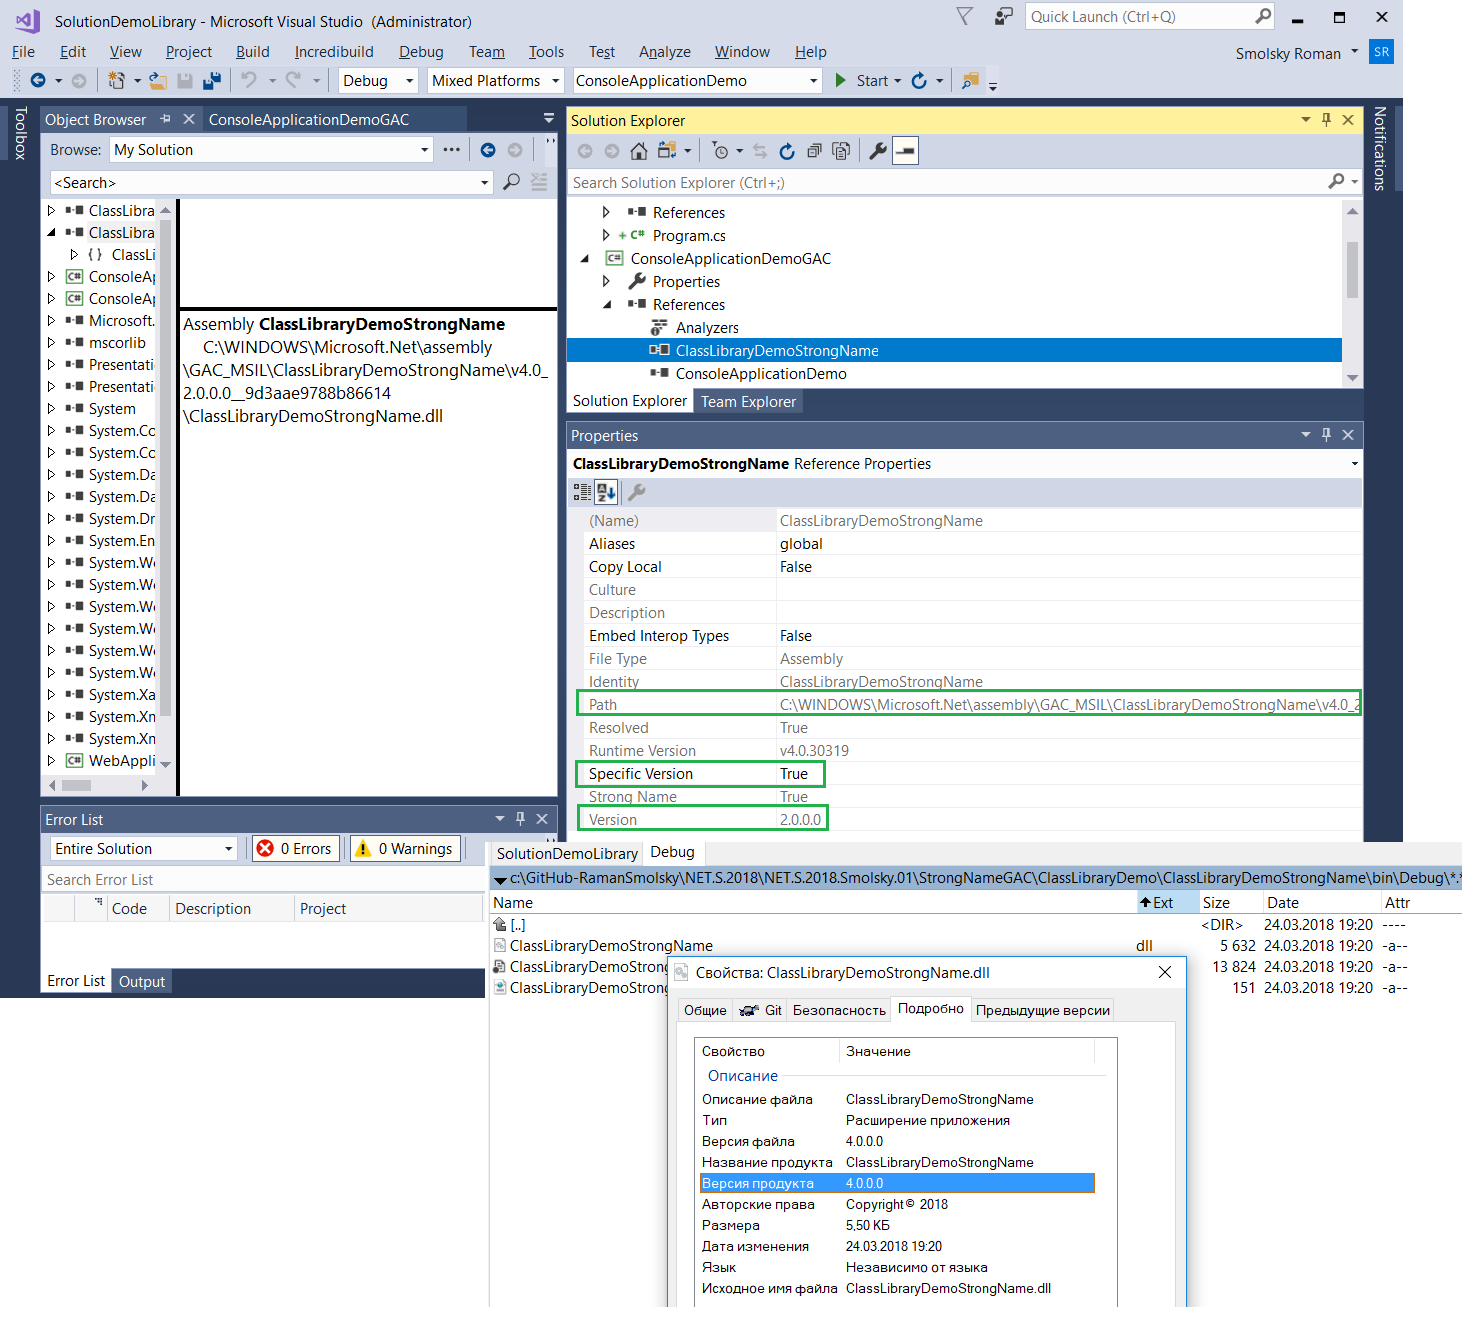 SolutionDemoLibrary - Microsoft Visual Studio (Administrator)
Quick Launch (Ctrl+Q)
File Edit View Project Build Incredibuild Debug Team Tools Test Analyze Window Help
Smolsky Roman
SR
Debug Mixed Platforms ConsoleApplicationDemo Start
Toolbox
Object Browser ConsoleApplicationDemoGAC
Browse: My Solution
<Search>
ClassLibra
ClassLibra
{ } ClassLi
C# ConsoleAp
C# ConsoleAp
Microsoft.
mscorlib
Presentati
Presentati
System
System.Co
System.Co
System.Da
System.Da
System.Dr
System.En
System.We
System.We
System.We
System.We
System.We
System.We
System.Xa
System.Xm
System.Xm
C# WebAppli
Assembly ClassLibraryDemoStrongName
C:\WINDOWS\Microsoft.Net\assembly
\GAC_MSIL\ClassLibraryDemoStrongName\v4.0_
2.0.0.0__9d3aae9788b86614
\ClassLibraryDemoStrongName.dll
Solution Explorer
Search Solution Explorer (Ctrl+;)
References
+ C# Program.cs
C# ConsoleApplicationDemoGAC
Properties
References
Analyzers
ClassLibraryDemoStrongName
ConsoleApplicationDemo
Solution Explorer Team Explorer
Notifications
Properties
ClassLibraryDemoStrongName Reference Properties
(Name) ClassLibraryDemoStrongName
Aliases global
Copy Local False
Culture
Description
Embed Interop Types False
File Type Assembly
Identity ClassLibraryDemoStrongName
Path C:\WINDOWS\Microsoft.Net\assembly\GAC_MSIL\ClassLibraryDemoStrongName\v4.0_2
Resolved True
Runtime Version v4.0.30319
Specific Version True
Strong Name True
Version 2.0.0.0
Error List
Entire Solution 0 Errors 0 Warnings
Search Error List
Code Description Project
Error List Output
SolutionDemoLibrary Debug
c:\GitHub-RamanSmolsky\NET.S.2018\NET.S.2018.Smolsky.01\StrongNameGAC\ClassLibraryDemo\ClassLibraryDemoStrongName\bin\Debug\*.*
Name Ext Size Date Attr
[..] <DIR> 24.03.2018 19:20 ----
ClassLibraryDemoStrongName dll 5 632 24.03.2018 19:20 -a--
ClassLibraryDemoStrong 13 824 24.03.2018 19:20 -a--
ClassLibraryDemoStrong 151 24.03.2018 19:20 -a--
Свойства: ClassLibraryDemoStrongName.dll
Общие Git Безопасность Подробно Предыдущие версии
Свойство Значение
Описание
Описание файла ClassLibraryDemoStrongName
Тип Расширение приложения
Версия файла 4.0.0.0
Название продукта ClassLibraryDemoStrongName
Версия продукта 4.0.0.0
Авторские права Copyright © 2018
Размера 5,50 КБ
Дата изменения 24.03.2018 19:20
Язык Независимо от языка
Исходное имя файла ClassLibraryDemoStrongName.dll